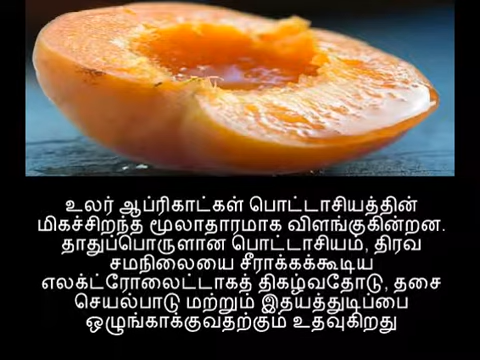 உலர் ஆப்ரிகாட்கள் பொட்டாசியத்தின்
மிகச்சிறந்த மூலாதாரமாக விளங்குகின்றன.
தாதுப்பொருளான பொட்டாசியம், திரவ
சமநிலையை சீராக்கக்கூடிய
எலக்ட்ரோலைட்டாகத் திகழ்வதோடு, தசை
செயல்பாடு மற்றும் இதயத்துடிப்பை
ஒழுங்காக்குவதற்கும் உதவுகிறது